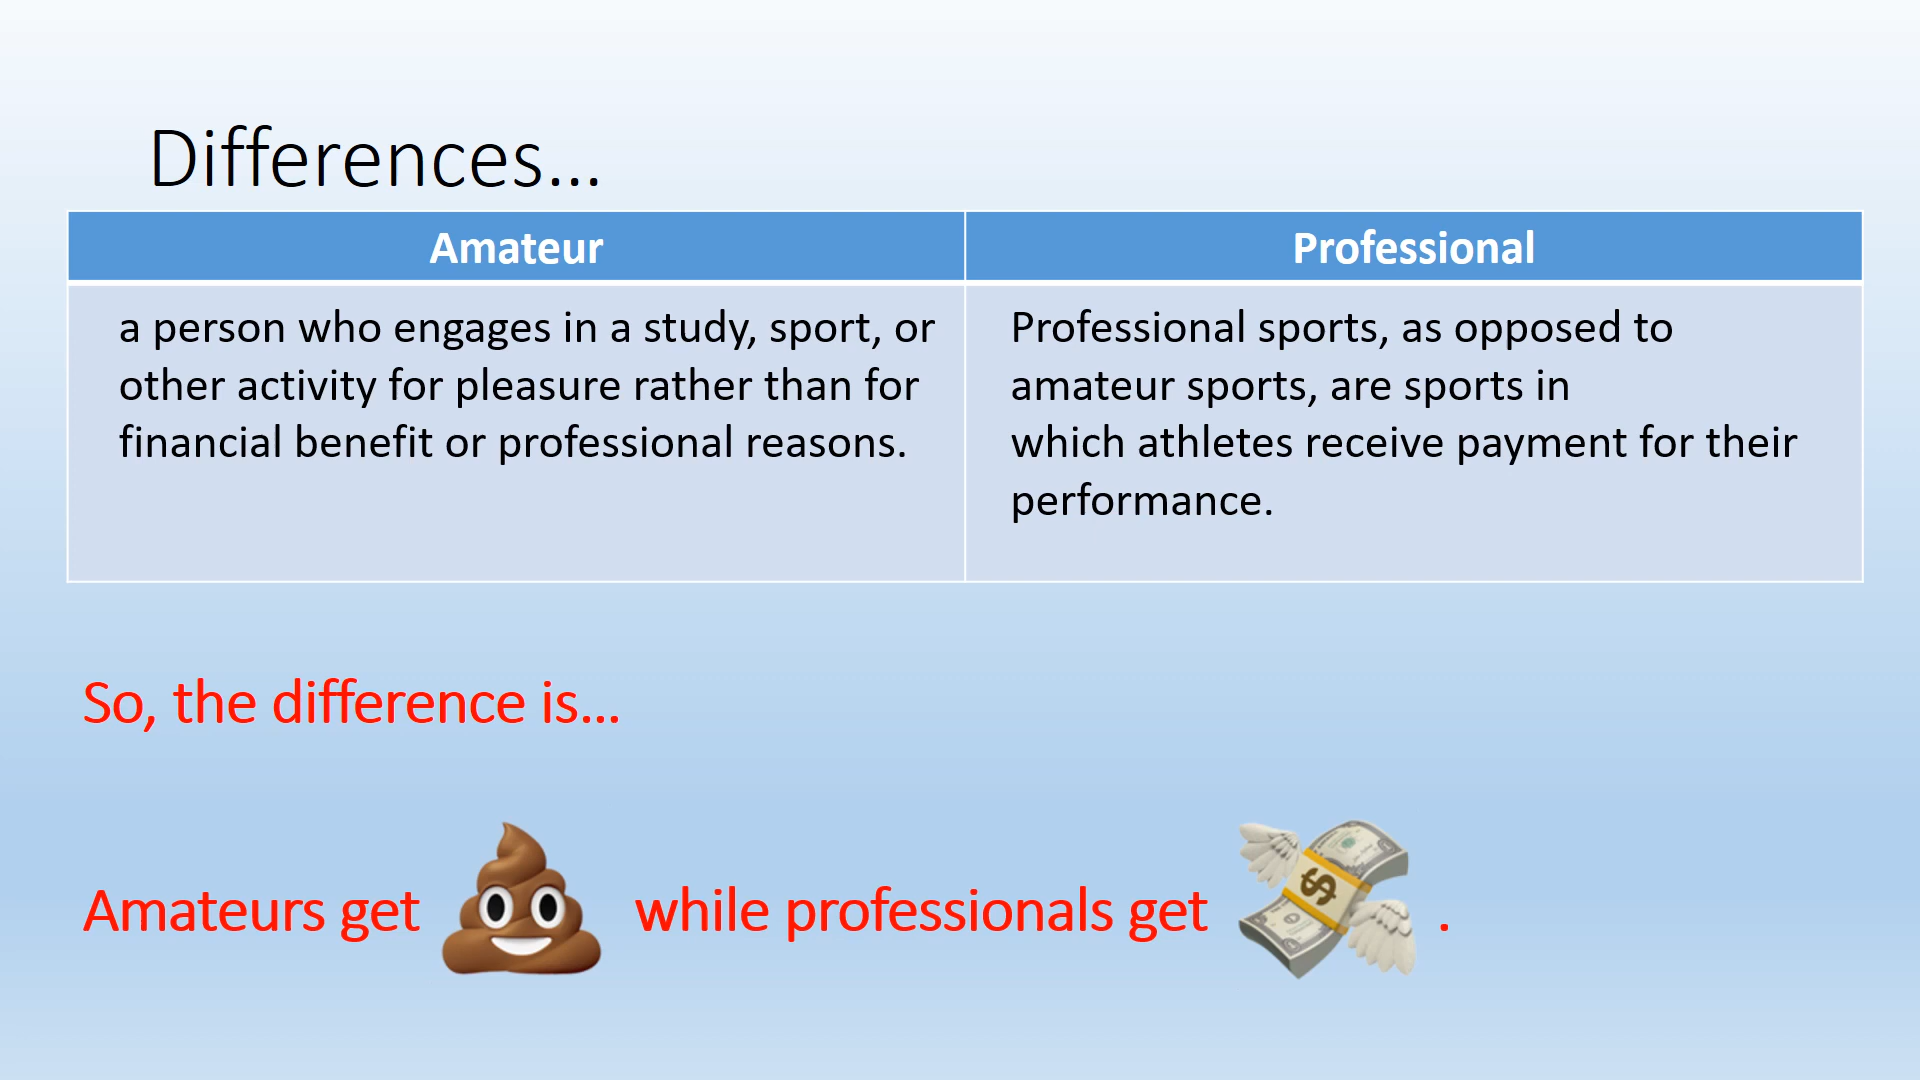 Differences...
Amateur
Professional
a person who engages in a study, sport, or
other activity for pleasure rather than for
financial benefit or professional reasons.
Professional sports, as opposed to
amateur sports, are sports in
which athletes receive payment for their
performance.
So, the difference is...
Amateurs get 💩 while professionals get 💸 .